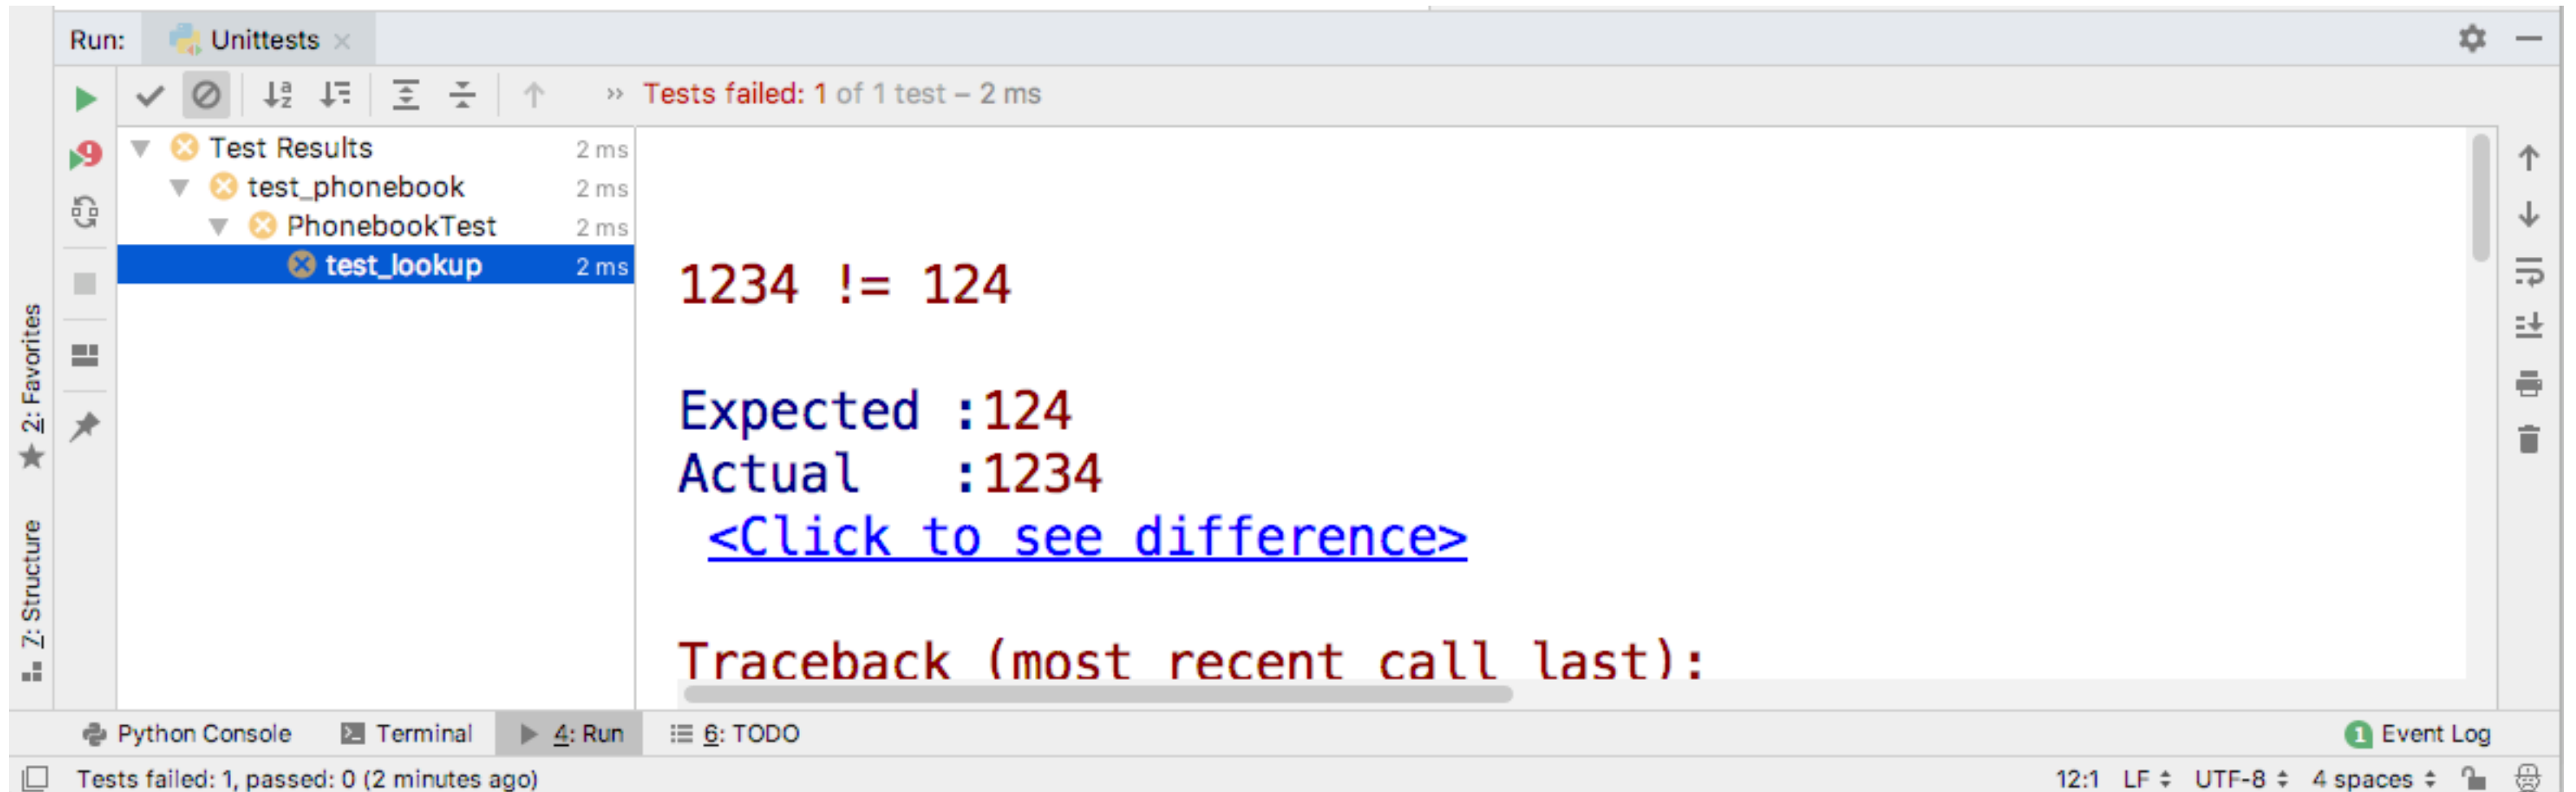 Run: Unittests
Tests failed: 1 of 1 test – 2 ms
Test Results 2 ms
test_phonebook 2 ms
PhonebookTest 2 ms
test_lookup 2 ms
1234 != 124
Expected :124
Actual :1234
<Click to see difference>
Traceback (most recent call last):
2: Favorites
7: Structure
Python Console Terminal 4: Run 6: TODO 1 Event Log
Tests failed: 1, passed: 0 (2 minutes ago) 12:1 LF UTF-8 4 spaces